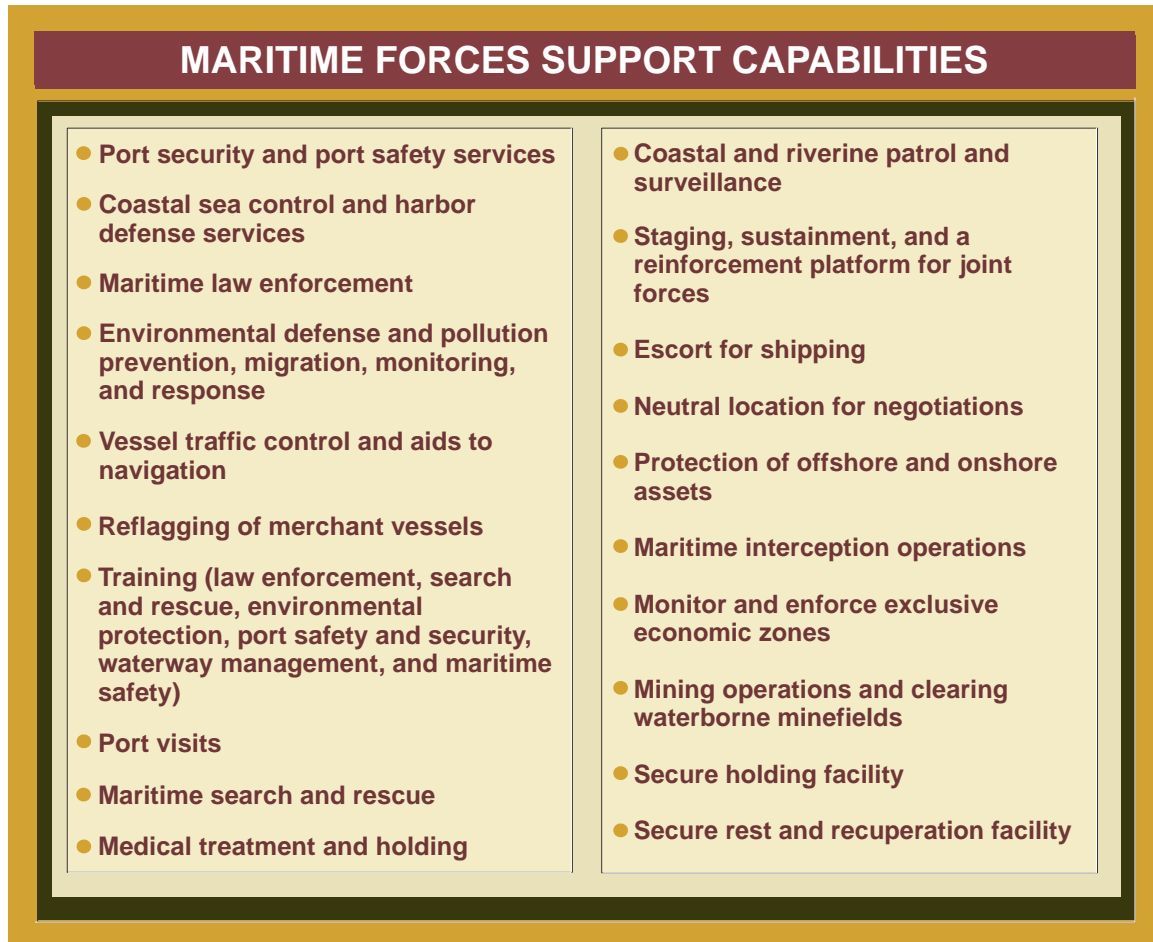 MARITIME FORCES SUPPORT CAPABILITIES
Port security and port safety services
Coastal sea control and harbor
defense services
Maritime law enforcement
Environmental defense and pollution
prevention, migration, monitoring,
and response
Vessel traffic control and aids to
navigation
Reflagging of merchant vessels
Training (law enforcement, search
and rescue, environmental
protection, port safety and security,
waterway management, and maritime
safety)
Port visits
Maritime search and rescue
Medical treatment and holding
Coastal and riverine patrol and
surveillance
Staging, sustainment, and a
reinforcement platform for joint
forces
Escort for shipping
Neutral location for negotiations
Protection of offshore and onshore
assets
Maritime interception operations
Monitor and enforce exclusive
economic zones
Mining operations and clearing
waterborne minefields
Secure holding facility
Secure rest and recuperation facility